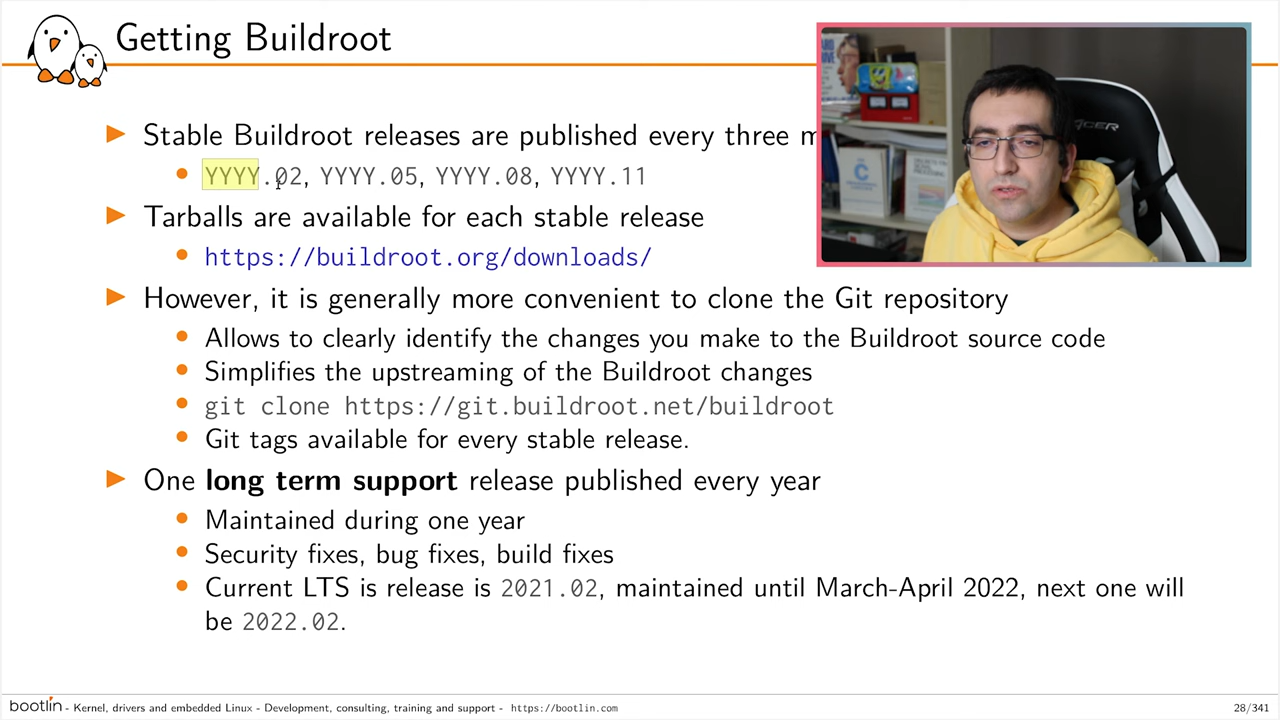 Getting Buildroot
Stable Buildroot releases are published every three m
YYYY.02, YYYY.05, YYYY.08, YYYY.11
Tarballs are available for each stable release
https://buildroot.org/downloads/
However, it is generally more convenient to clone the Git repository
Allows to clearly identify the changes you make to the Buildroot source code
Simplifies the upstreaming of the Buildroot changes
git clone https://git.buildroot.net/buildroot
Git tags available for every stable release.
One long term support release published every year
Maintained during one year
Security fixes, bug fixes, build fixes
Current LTS is release is 2021.02, maintained until March-April 2022, next one will
be 2022.02.
bootlin - Kernel, drivers and embedded Linux - Development, consulting, training and support - https://bootlin.com
28/341